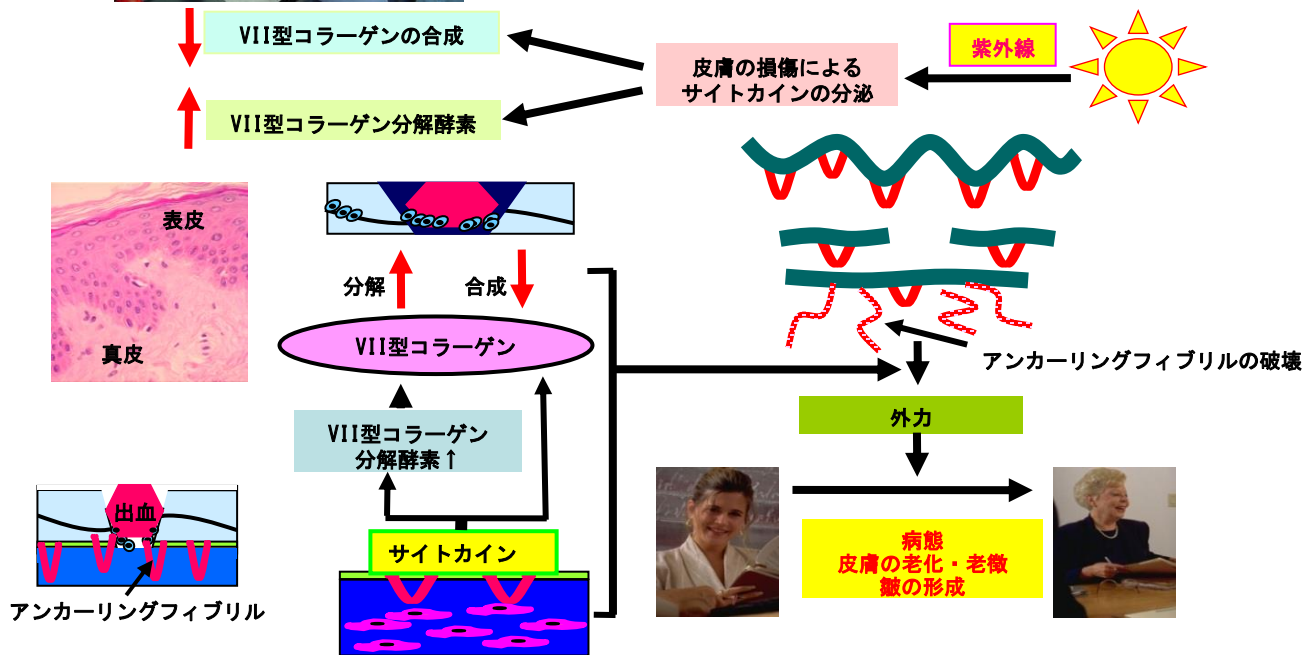 VII型コラーゲンの合成
紫外線
皮膚の損傷による
サイトカインの分泌
VII型コラーゲン分解酵素
表皮
真皮
分解
合成
VII型コラーゲン
アンカーリングフィブリルの破壊
VII型コラーゲン
分解酵素↑
外力
出血
サイトカイン
病態
皮膚の老化・老徴
皺の形成
アンカーリングフィブリル